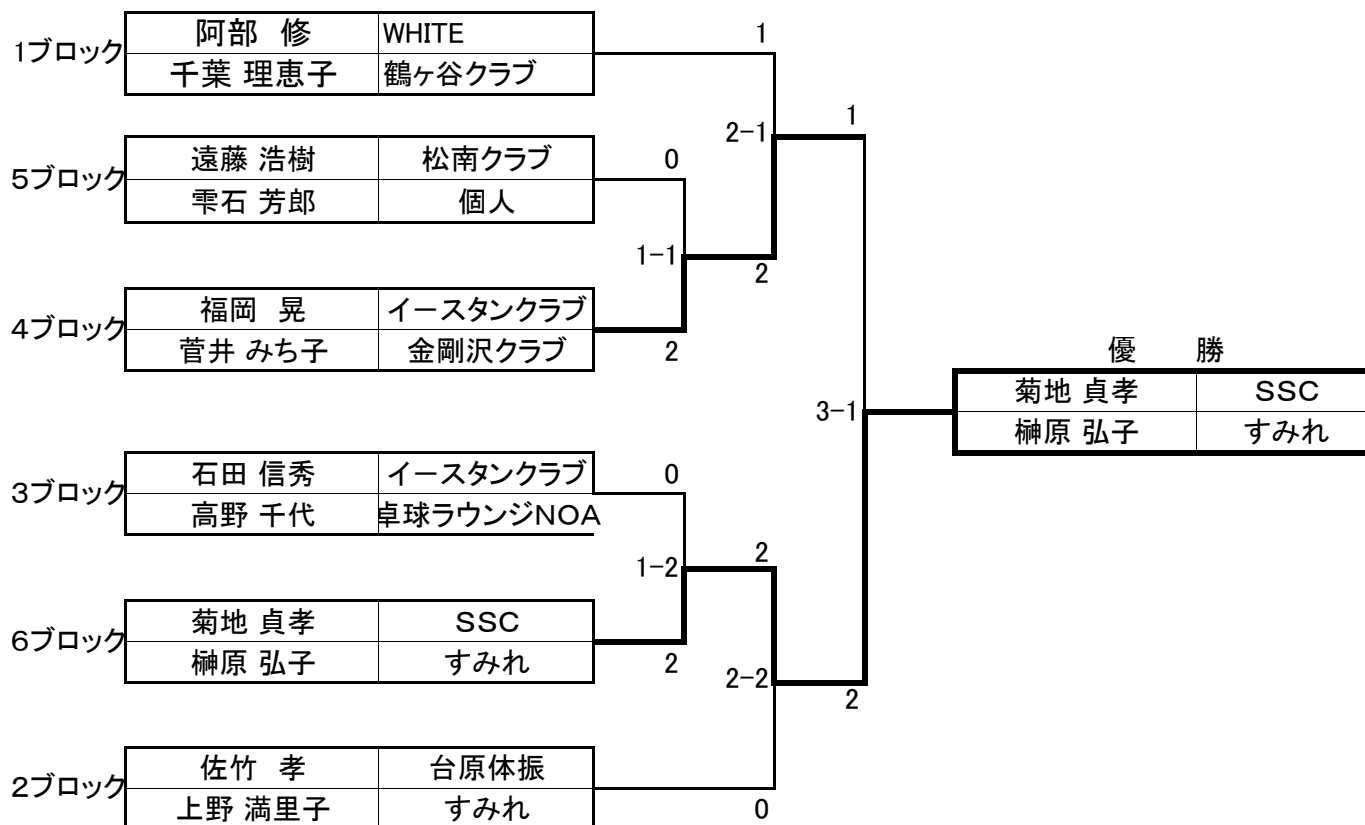 1ブロック
阿部 修 WHITE
千葉 理恵子 鶴ヶ谷クラブ
1
2-1
1
5ブロック
遠藤 浩樹 松南クラブ
雫石 芳郎 個人
0
1-1
2
4ブロック
福岡 晃 イースタンクラブ
菅井 みち子 金剛沢クラブ
2
優 勝
菊地 貞孝 SSC
榊原 弘子 すみれ
3-1
3ブロック
石田 信秀 イースタンクラブ
高野 千代 卓球ラウンジNOA
0
1-2
2
6ブロック
菊地 貞孝 SSC
榊原 弘子 すみれ
2
2-2
2
2ブロック
佐竹 孝 台原体振
上野 満里子 すみれ
0